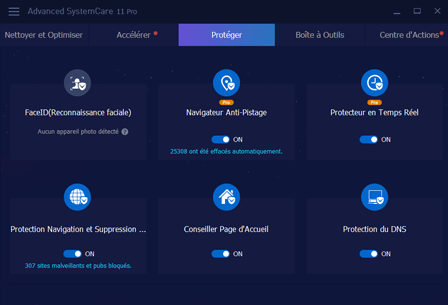 Advanced SystemCare 11 Pro
Nettoyer et Optimiser Accélérer Protéger Boîte à Outils Centre d'Actions
Pro Pro
FaceID(Reconnaissance faciale) Navigateur Anti-Pistage Protecteur en Temps Réel
Aucun appareil photo détecté ? ON ON
25308 ont été effacés automatiquement.
Protection Navigation et Suppression ... Conseiller Page d'Accueil Protection du DNS
ON ON ON
307 sites malveillants et pubs bloqués.